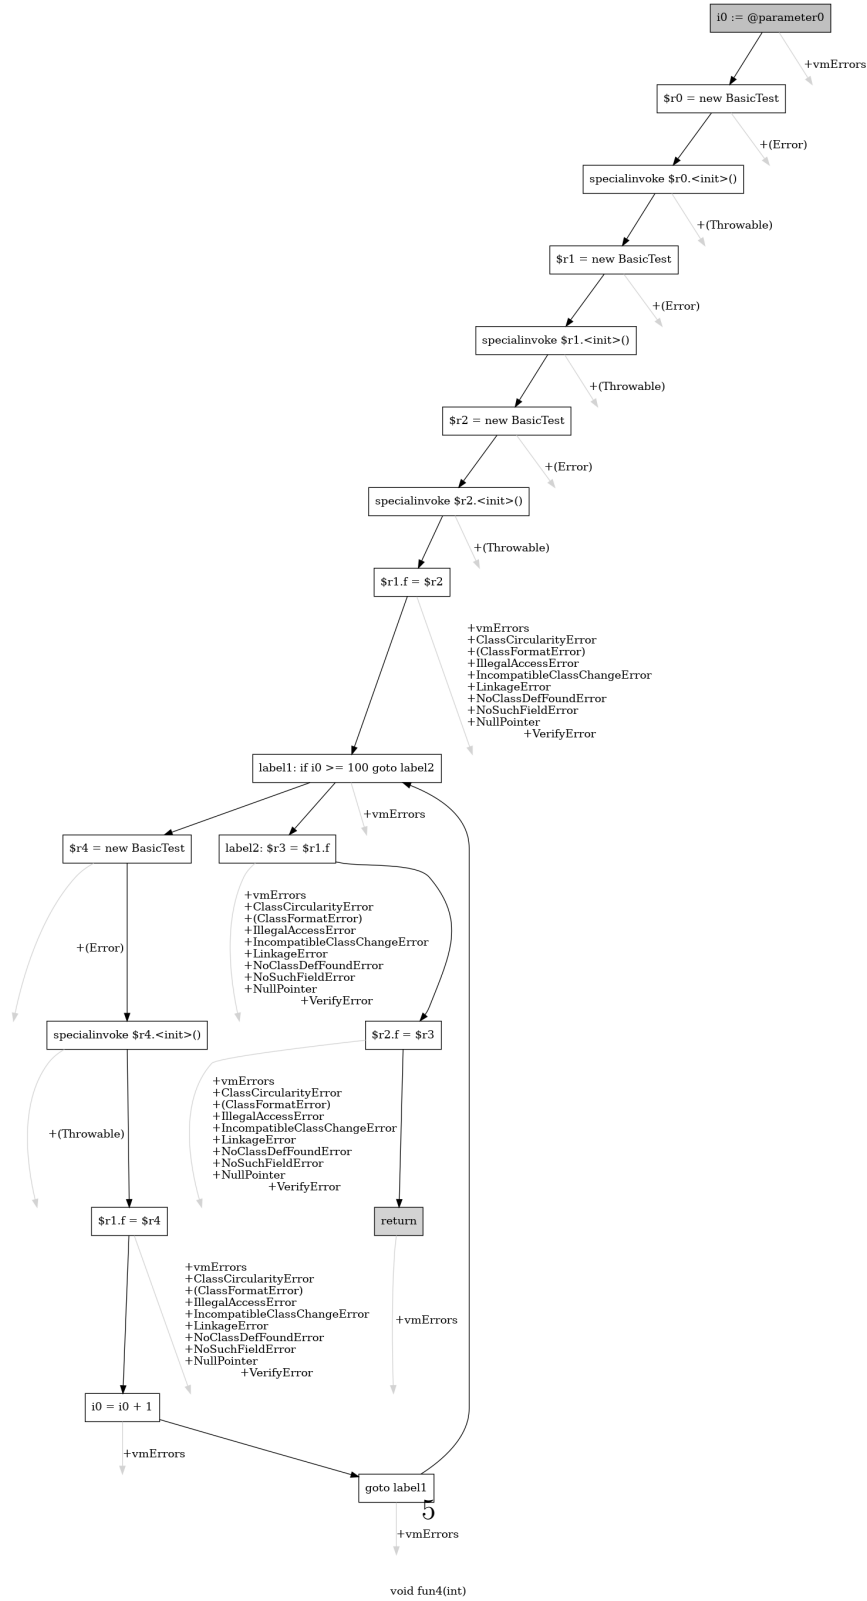 i0 := @parameter0
+vmErrors
$r0 = new BasicTest
+(Error)
specialinvoke $r0.<init>()
+(Throwable)
$r1 = new BasicTest
+(Error)
specialinvoke $r1.<init>()
+(Throwable)
$r2 = new BasicTest
+(Error)
specialinvoke $r2.<init>()
+(Throwable)
$r1.f = $r2
+vmErrors
+ClassCircularityError
+(ClassFormatError)
+IllegalAccessError
+IncompatibleClassChangeError
+LinkageError
+NoClassDefFoundError
+NoSuchFieldError
+NullPointer
+VerifyError
label1: if i0 >= 100 goto label2
+vmErrors
$r4 = new BasicTest
label2: $r3 = $r1.f
+(Error)
+vmErrors
+ClassCircularityError
+(ClassFormatError)
+IllegalAccessError
+IncompatibleClassChangeError
+LinkageError
+NoClassDefFoundError
+NoSuchFieldError
+NullPointer
+VerifyError
specialinvoke $r4.<init>()
$r2.f = $r3
+(Throwable)
+vmErrors
+ClassCircularityError
+(ClassFormatError)
+IllegalAccessError
+IncompatibleClassChangeError
+LinkageError
+NoClassDefFoundError
+NoSuchFieldError
+NullPointer
+VerifyError
$r1.f = $r4
return
+vmErrors
+ClassCircularityError
+(ClassFormatError)
+IllegalAccessError
+IncompatibleClassChangeError
+LinkageError
+NoClassDefFoundError
+NoSuchFieldError
+NullPointer
+VerifyError
+vmErrors
i0 = i0 + 1
+vmErrors
goto label1
5
+vmErrors
void fun4(int)